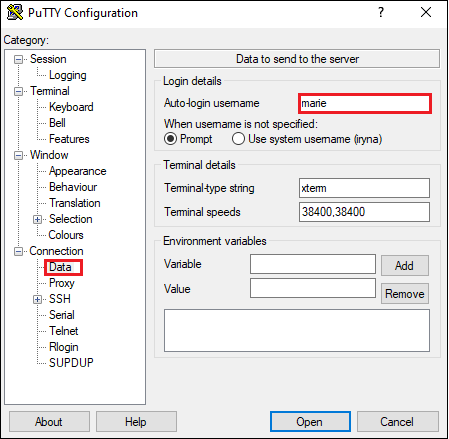 PuTTY Configuration
?
Category:
Session
Logging
Terminal
Keyboard
Bell
Features
Window
Appearance
Behaviour
Translation
Selection
Colours
Connection
Data
Proxy
SSH
Serial
Telnet
Rlogin
SUPDUP
Data to send to the server
Login details
Auto-login username marie
When username is not specified:
Prompt Use system username (iryna)
Terminal details
Terminal-type string xterm
Terminal speeds 38400,38400
Environment variables
Variable Add
Value Remove
About Help Open Cancel